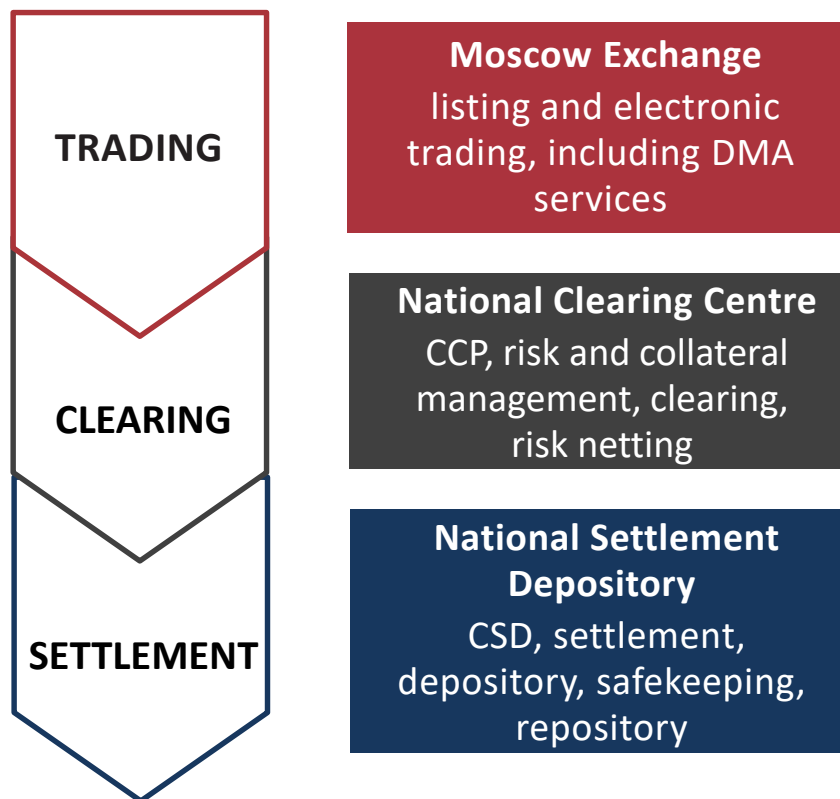 TRADING
Moscow Exchange
listing and electronic
trading, including DMA
services
CLEARING
National Clearing Centre
CCP, risk and collateral
management, clearing,
risk netting
SETTLEMENT
National Settlement
Depository
CSD, settlement,
depository, safekeeping,
repository